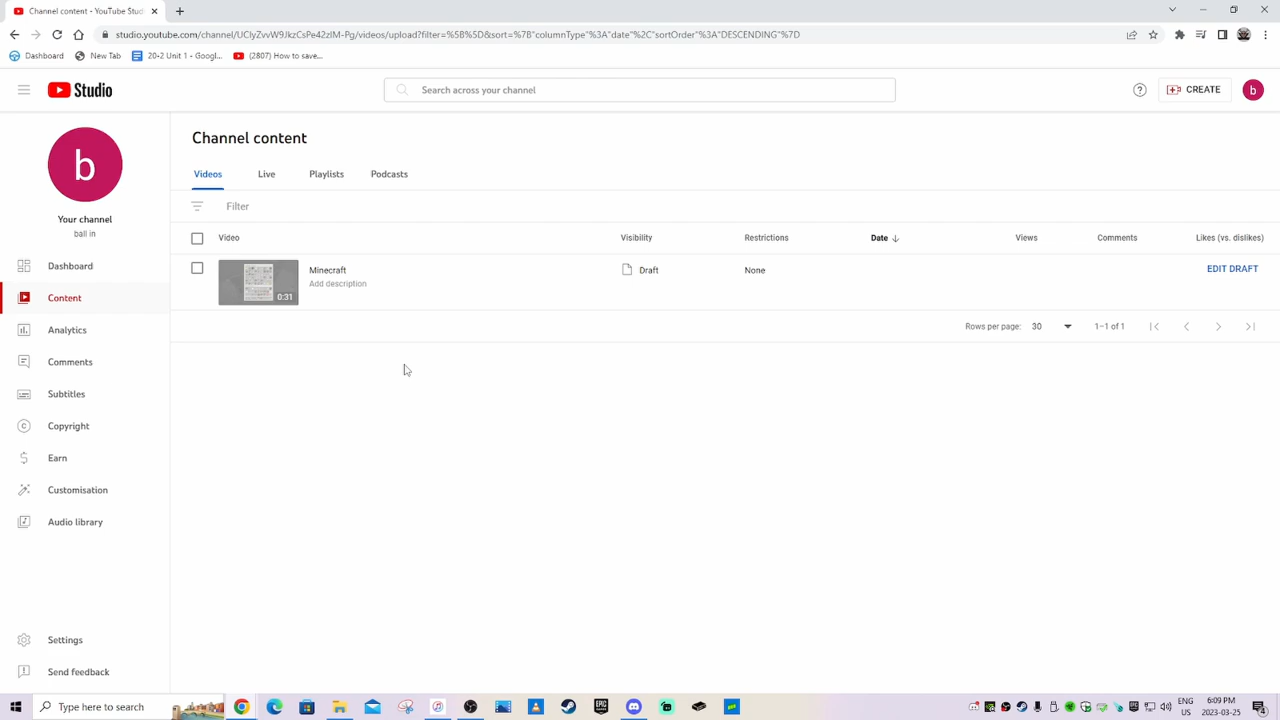 Channel content - YouTube Studi
studio.youtube.com/channel/UClyZvvW9JkzCsPe42zIM-Pg/videos/upload?filter=%5B%5D&sort=%7B"columnType"%3A"date"%2C"sortOrder"%3A"DESCENDING"%7D
Dashboard New Tab 20-2 Unit 1 - Googl... (2807) How to save...
Studio
Search across your channel
CREATE
b
b
Your channel
ball in
Dashboard
Content
Analytics
Comments
Subtitles
Copyright
Earn
Customisation
Audio library
Settings
Send feedback
Channel content
Videos Live Playlists Podcasts
Filter
Video Visibility Restrictions Date Views Comments Likes (vs. dislikes)
0:31
Minecraft Draft None EDIT DRAFT
Add description
Rows per page: 30 1–1 of 1
Type here to search
ENG
US
6:09 PM
2023-03-25